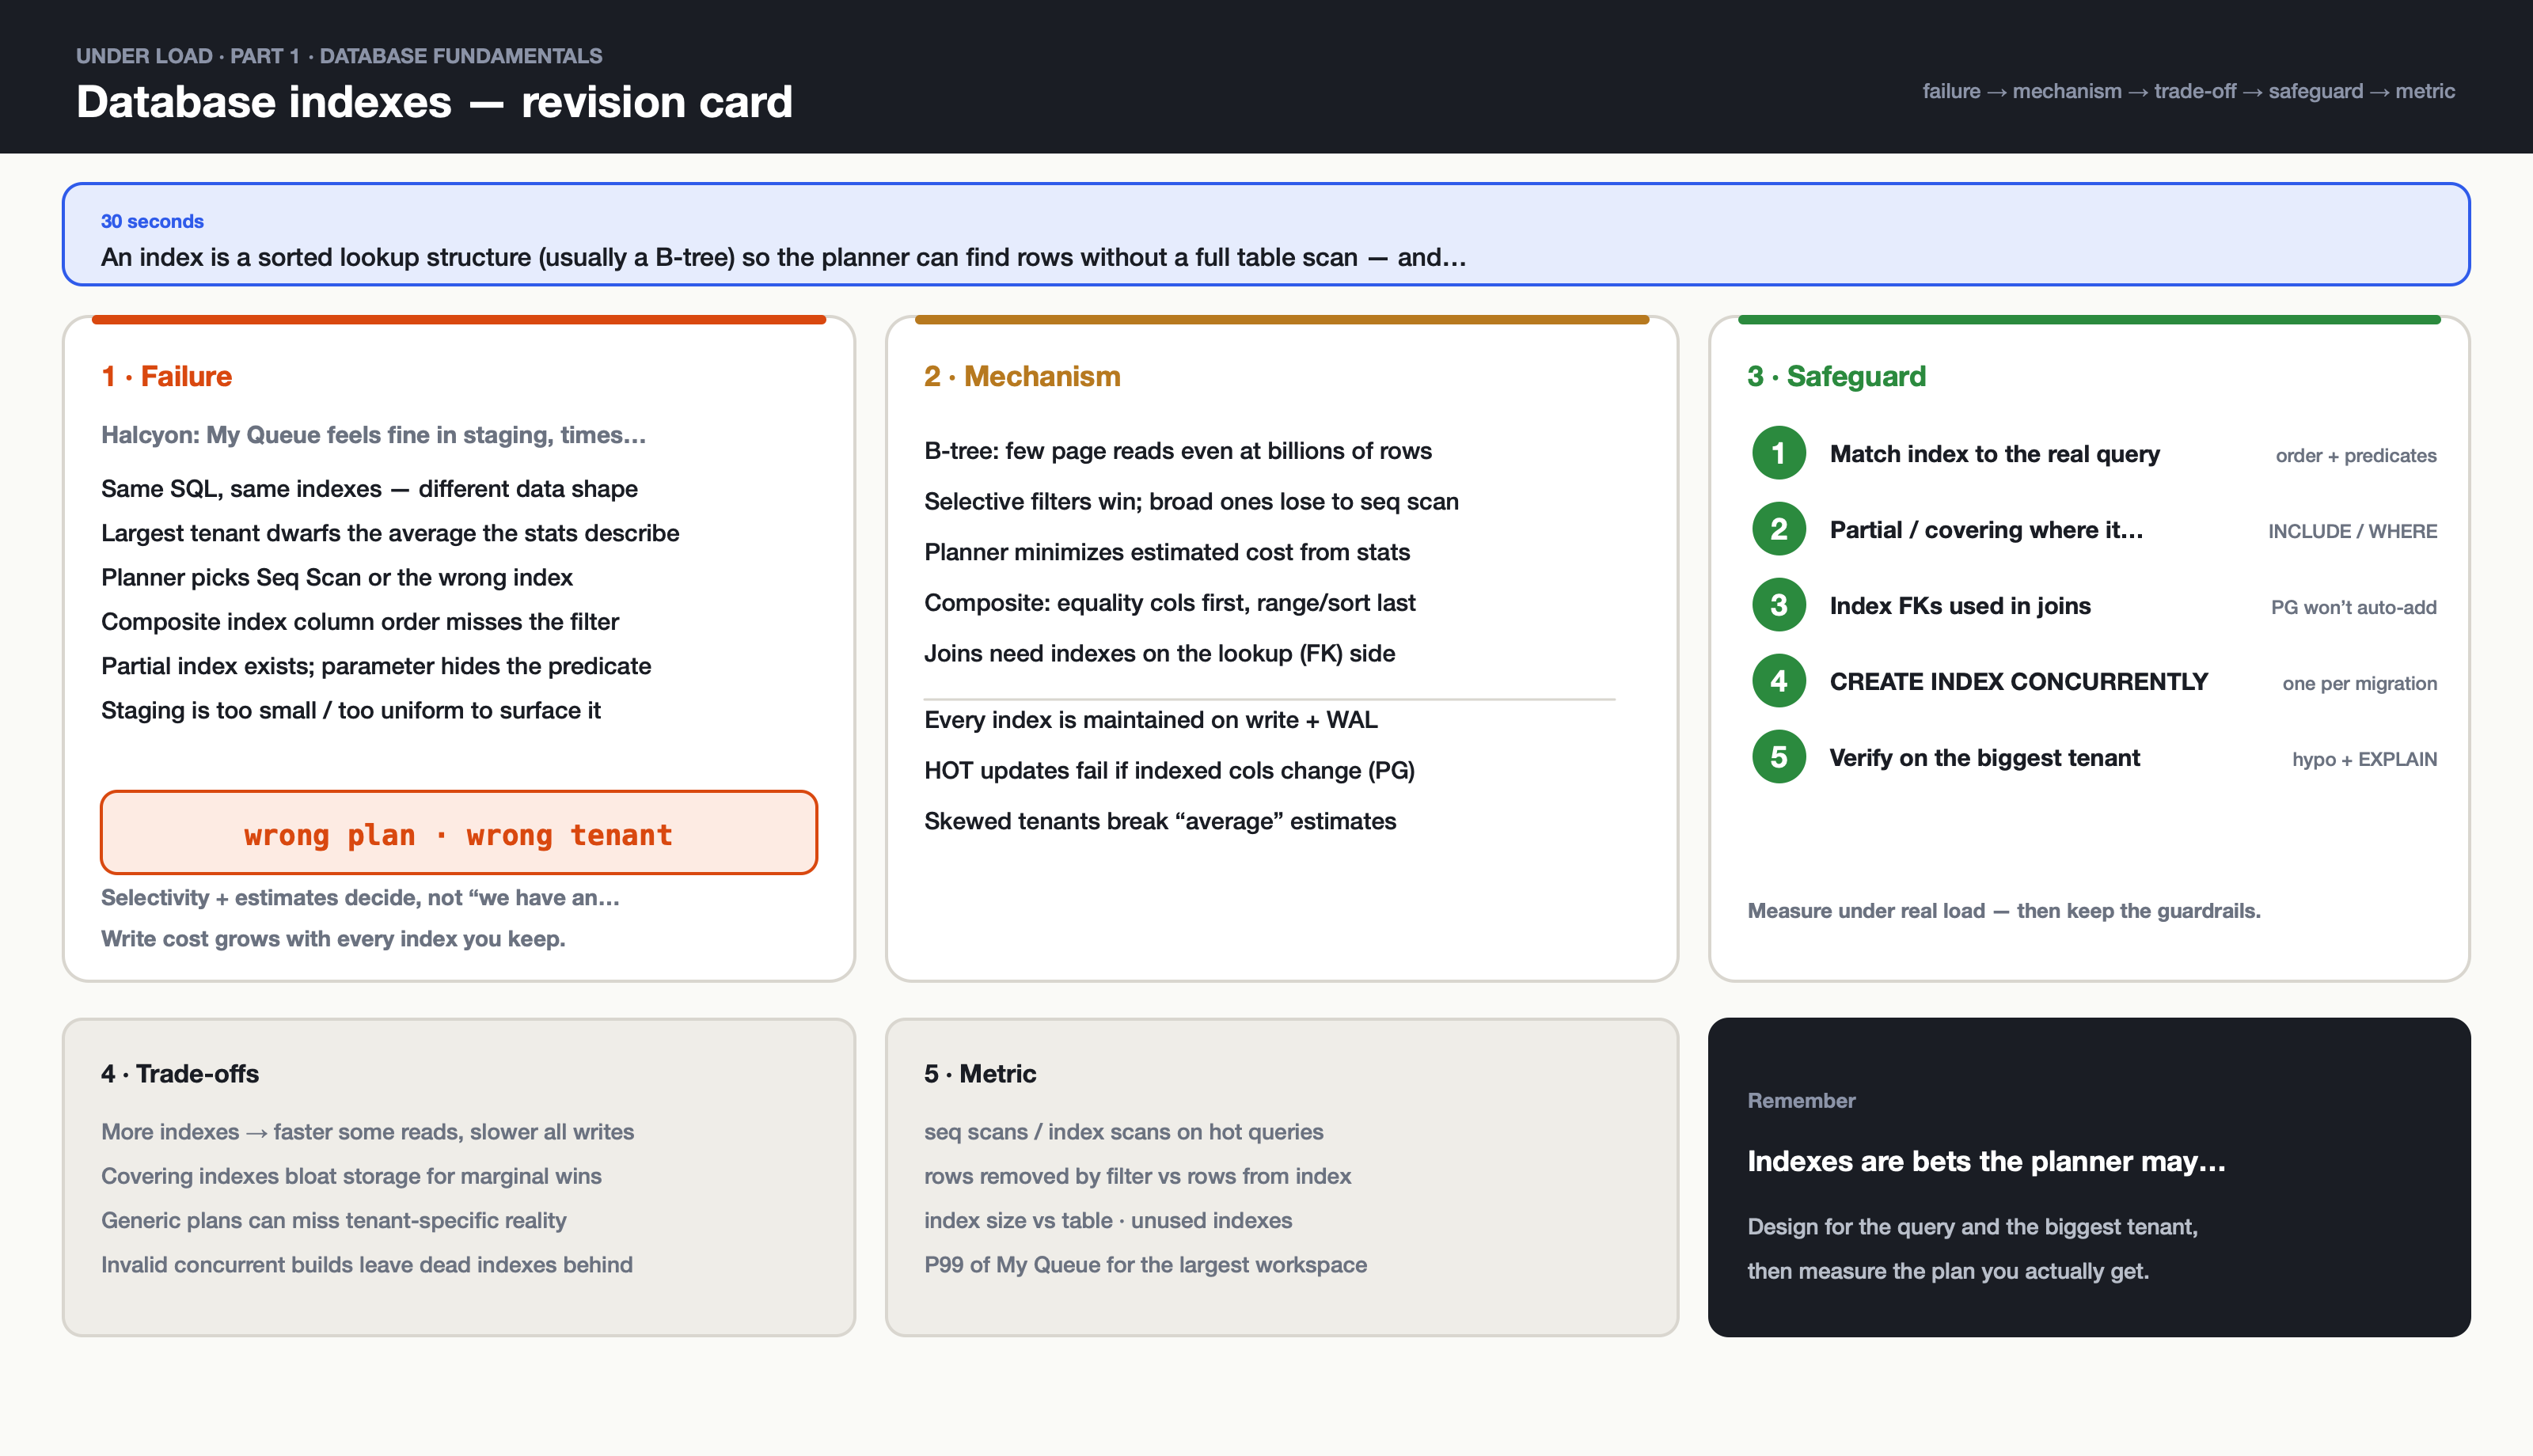 UNDER LOAD · PART 1 · DATABASE FUNDAMENTALS
Database indexes — revision card
failure → mechanism → trade-off → safeguard → metric
30 seconds
An index is a sorted lookup structure (usually a B-tree) so the planner can find rows without a full table scan — and…
1 · Failure
Halcyon: My Queue feels fine in staging, times…
Same SQL, same indexes — different data shape
Largest tenant dwarfs the average the stats describe
Planner picks Seq Scan or the wrong index
Composite index column order misses the filter
Partial index exists; parameter hides the predicate
Staging is too small / too uniform to surface it
wrong plan · wrong tenant
Selectivity + estimates decide, not “we have an…
Write cost grows with every index you keep.
2 · Mechanism
B-tree: few page reads even at billions of rows
Selective filters win; broad ones lose to seq scan
Planner minimizes estimated cost from stats
Composite: equality cols first, range/sort last
Joins need indexes on the lookup (FK) side
Every index is maintained on write + WAL
HOT updates fail if indexed cols change (PG)
Skewed tenants break “average” estimates
3 · Safeguard
1 Match index to the real query order + predicates
2 Partial / covering where it… INCLUDE / WHERE
3 Index FKs used in joins PG won’t auto-add
4 CREATE INDEX CONCURRENTLY one per migration
5 Verify on the biggest tenant hypo + EXPLAIN
Measure under real load — then keep the guardrails.
4 · Trade-offs
More indexes → faster some reads, slower all writes
Covering indexes bloat storage for marginal wins
Generic plans can miss tenant-specific reality
Invalid concurrent builds leave dead indexes behind
5 · Metric
seq scans / index scans on hot queries
rows removed by filter vs rows from index
index size vs table · unused indexes
P99 of My Queue for the largest workspace
Remember
Indexes are bets the planner may…
Design for the query and the biggest tenant,
then measure the plan you actually get.